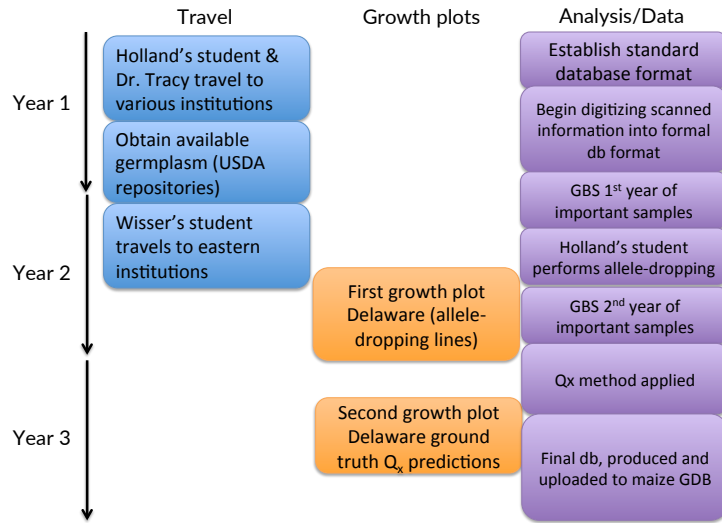 Travel
Growth plots
Analysis/Data
Year 1
Year 2
Year 3
Holland's student &
Dr. Tracy travel to
various institutions
Obtain available
germplasm (USDA
repositories)
Wisser's student
travels to eastern
institutions
First growth plot
Delaware (allele-
dropping lines)
Second growth plot
Delaware ground
truth Qx predictions
Establish standard
database format
Begin digitizing scanned
information into formal
db format
GBS 1st year of
important samples
Holland's student
performs allele-dropping
GBS 2nd year of
important samples
Qx method applied
Final db, produced and
uploaded to maize GDB